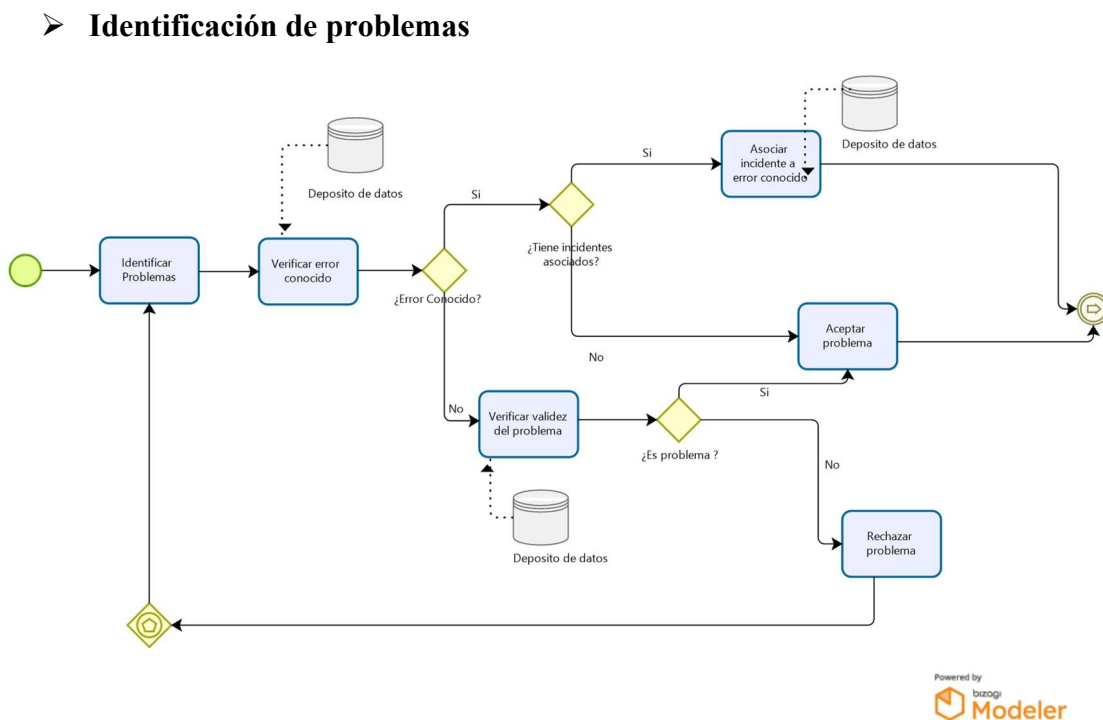 ➢ Identificación de problemas
Deposito de datos
Identificar
Problemas
Verificar error
conocido
¿Error Conocido?
Si
No
¿Tiene incidentes
asociados?
Si
No
Asociar
incidente a
error conocido
Deposito de datos
Aceptar
problema
Verificar validez
del problema
Deposito de datos
¿Es problema ?
Si
No
Rechazar
problema
Powered by
bizagi
Modeler